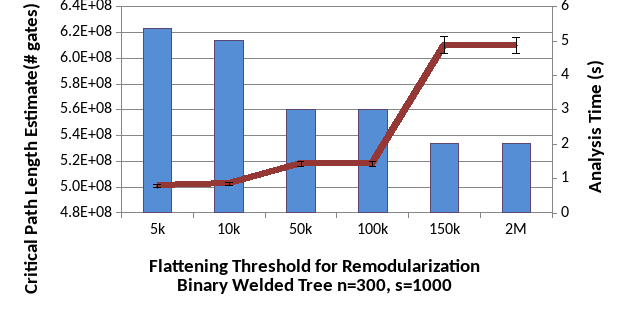 Critical Path Length Estimate(# gates)
6.4E+08
6.2E+08
6.0E+08
5.8E+08
5.6E+08
5.4E+08
5.2E+08
5.0E+08
4.8E+08
6
5
4
3
2
1
0
Analysis Time (s)
5k 10k 50k 100k 150k 2M
Flattening Threshold for Remodularization
Binary Welded Tree n=300, s=1000